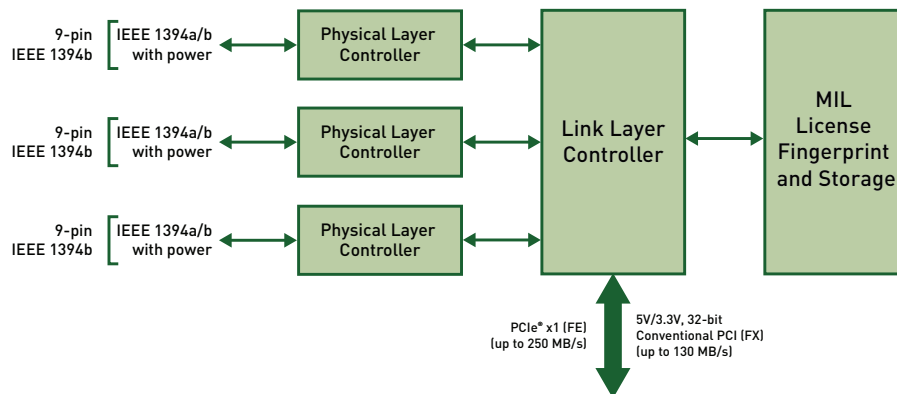 9-pin
IEEE 1394b
IEEE 1394a/b
with power
Physical Layer
Controller
9-pin
IEEE 1394b
IEEE 1394a/b
with power
Physical Layer
Controller
9-pin
IEEE 1394b
IEEE 1394a/b
with power
Physical Layer
Controller
Link Layer
Controller
MIL
License
Fingerprint
and Storage
PCIe® x1 (FE)
(up to 250 MB/s)
5V/3.3V, 32-bit
Conventional PCI (FX)
(up to 130 MB/s)